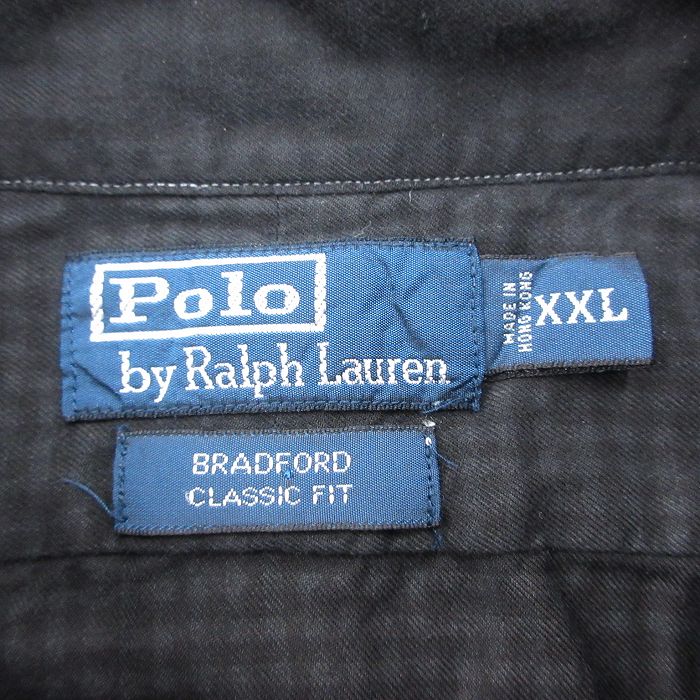 Polo
by Ralph Lauren
MADE IN
HONG KONG
XXL
BRADFORD
CLASSIC FIT